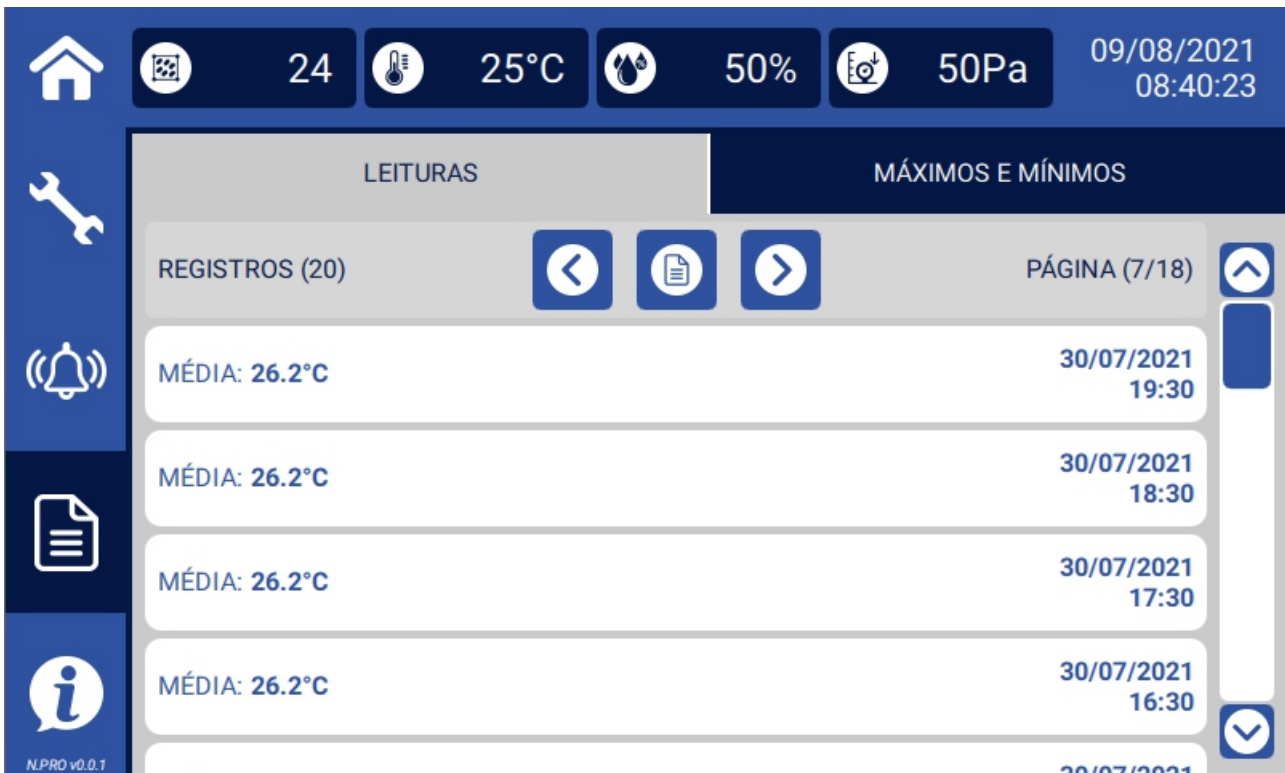 24
25°C
50%
50Pa
09/08/2021
08:40:23
LEITURAS
MÁXIMOS E MÍNIMOS
REGISTROS (20)
PÁGINA (7/18)
MÉDIA: 26.2°C
30/07/2021
19:30
MÉDIA: 26.2°C
30/07/2021
18:30
MÉDIA: 26.2°C
30/07/2021
17:30
MÉDIA: 26.2°C
30/07/2021
16:30
N.PRO v0.0.1